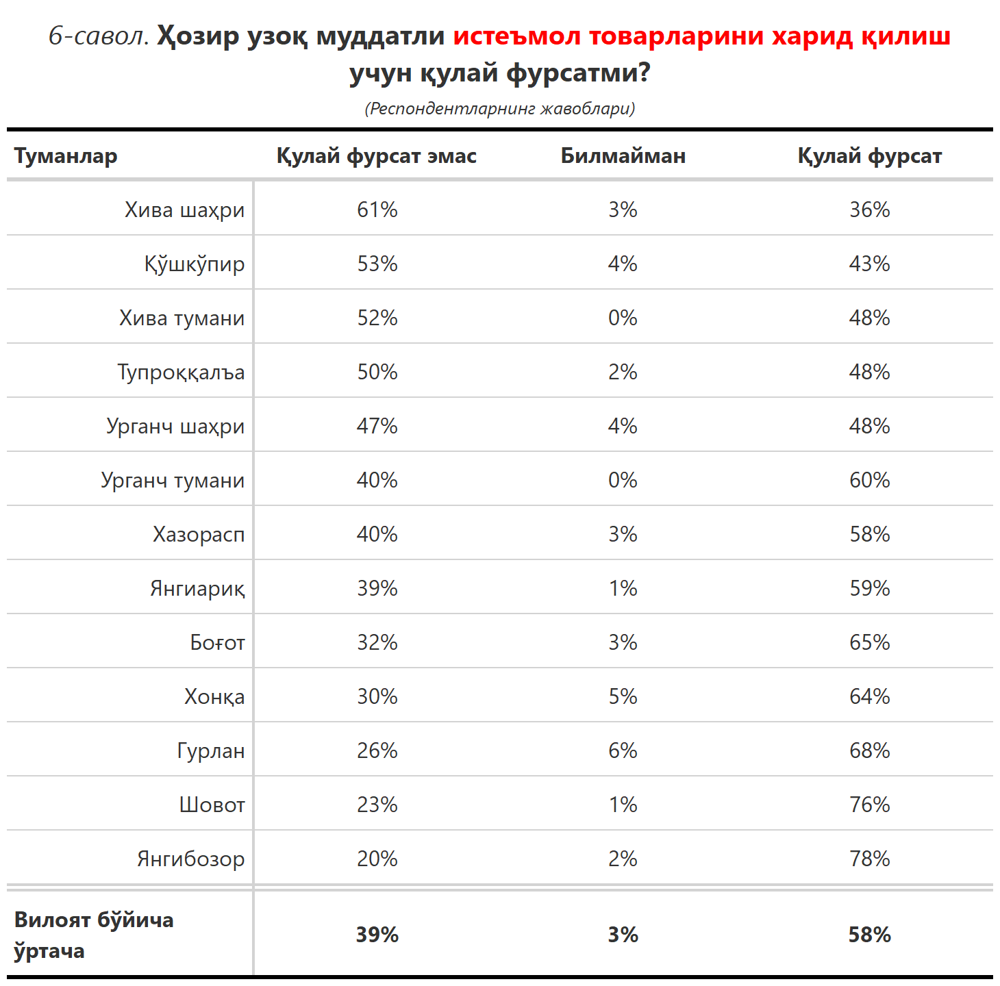 6-савол. Ҳозир узоқ муддатли истеъмол товарларини харид қилиш
учун қулай фурсатми?
(Респондентларнинг жавоблари)
Туманлар Қулай фурсат эмас Билмайман Қулай фурсат
Хива шаҳри 61% 3% 36%
Қўшкўпир 53% 4% 43%
Хива тумани 52% 0% 48%
Тупроққалъа 50% 2% 48%
Урганч шаҳри 47% 4% 48%
Урганч тумани 40% 0% 60%
Хазорасп 40% 3% 58%
Янгиариқ 39% 1% 59%
Боғот 32% 3% 65%
Хонқа 30% 5% 64%
Гурлан 26% 6% 68%
Шовот 23% 1% 76%
Янгибозор 20% 2% 78%
Вилоят бўйича
ўртача 39% 3% 58%